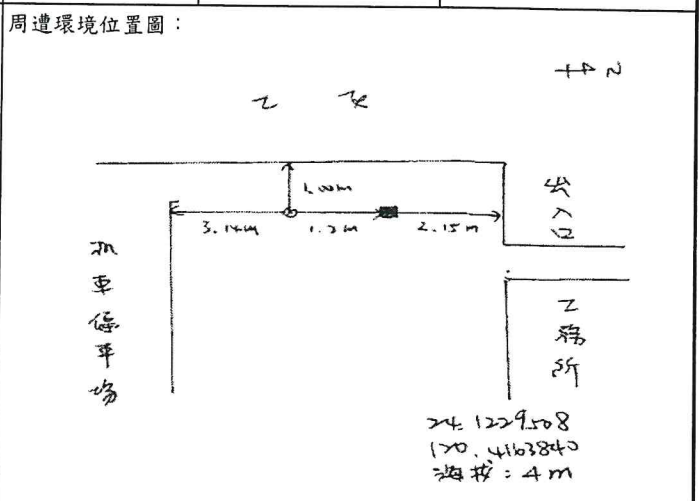 周遭環境位置圖：
N
工 地
1.00m
3.14m 1.2m 2.15m
出入口
机車停車場
工務所
24.1229508
120.4163840
海拔：4m